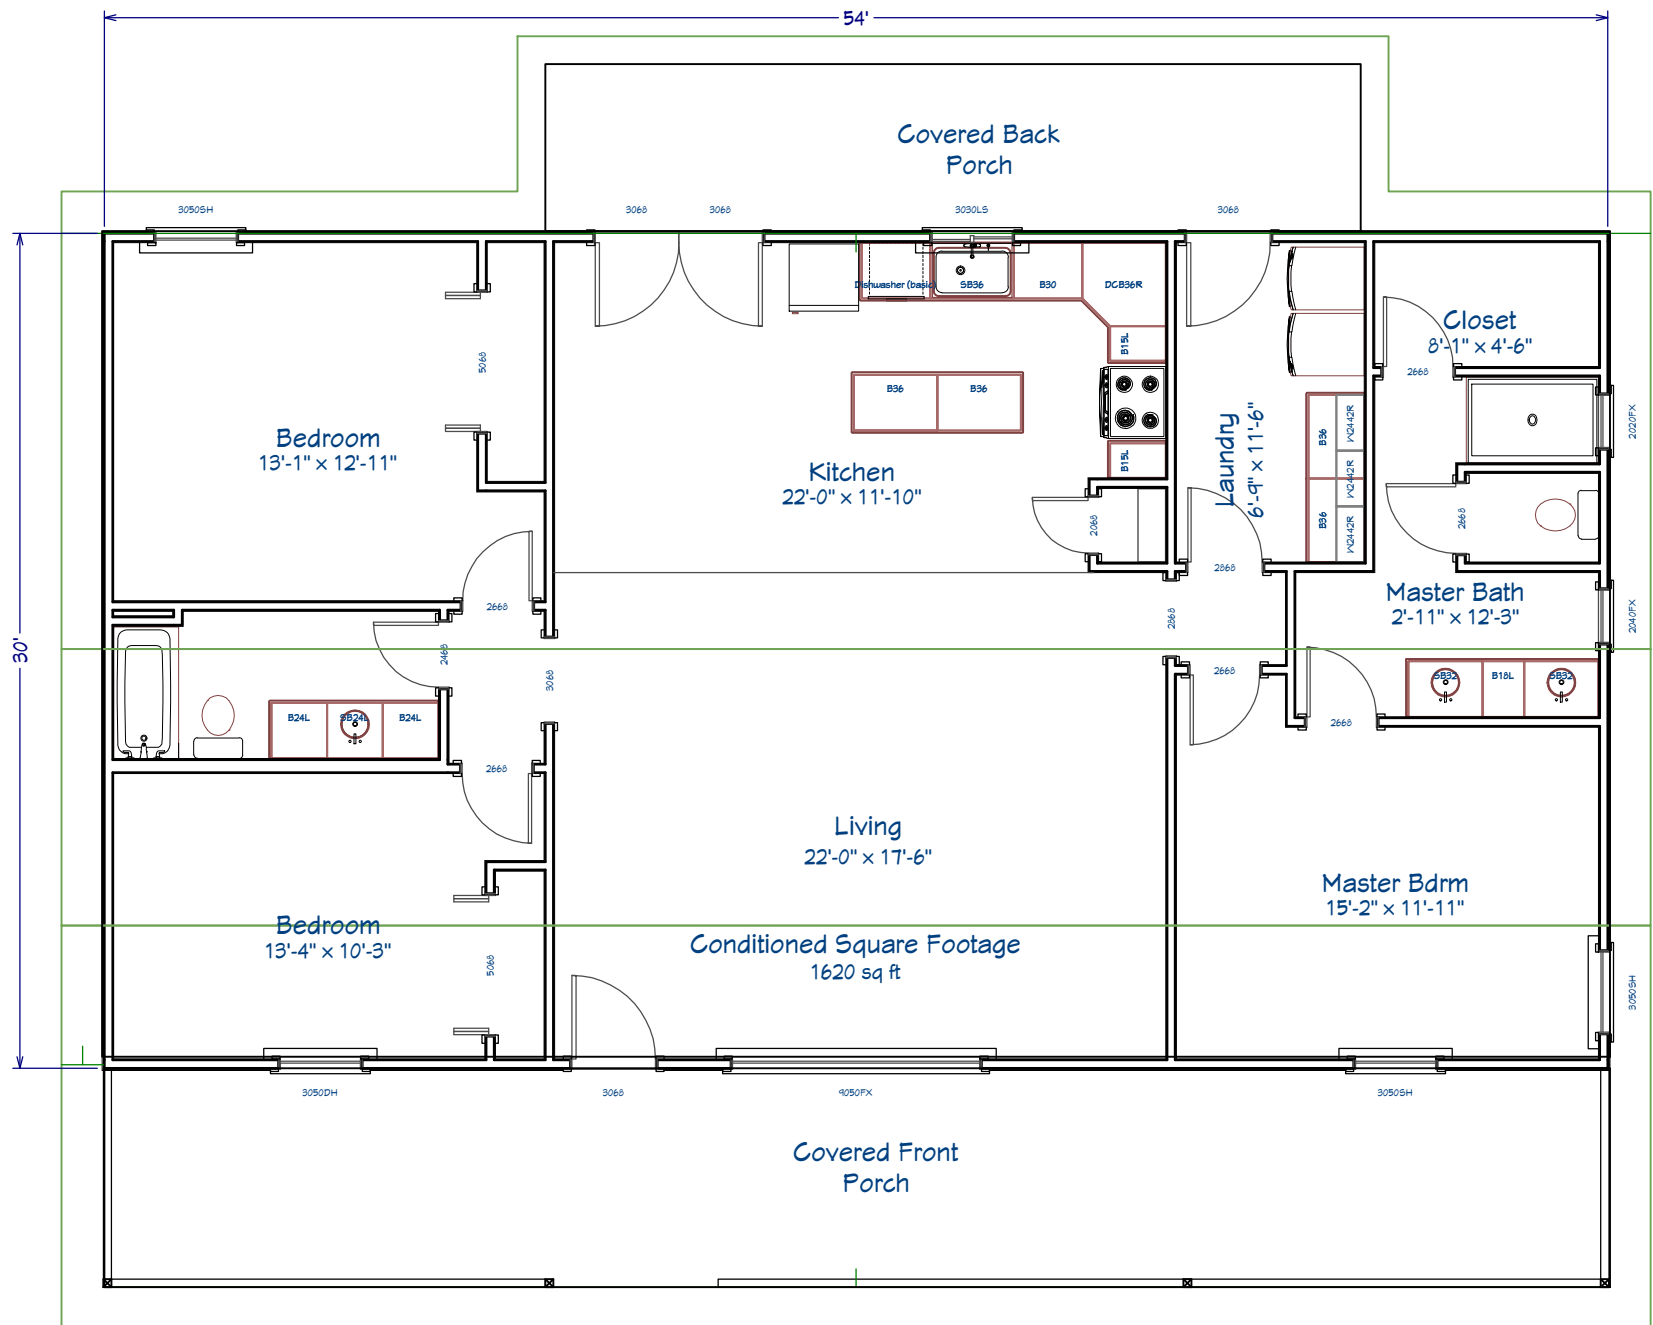 54'
Covered Back
Porch
3050SH
3068
3068
3030LS
3068
Dishwasher (basic)
SB36
B30
DCB36R
B15L
5068
Closet
8'-1" × 4'-6"
2668
B36
B36
2020FX
Bedroom
13'-1" × 12'-11"
Kitchen
22'-0" × 11'-10"
B15L
Laundry
6'-9" × 11'-6"
B36
W2442R
W2442R
B36
W2442R
2068
2668
2868
Master Bath
2'-11" × 12'-3"
2040FX
2668
2868
30'
2468
3068
2668
SB32
B18L
SB32
B24L
SB24L
B24L
2668
2668
Living
22'-0" × 17'-6"
Master Bdrm
15'-2" × 11'-11"
Bedroom
13'-4" × 10'-3"
5068
Conditioned Square Footage
1620 sq ft
3050SH
3050DH
3068
9050FX
3050SH
Covered Front
Porch